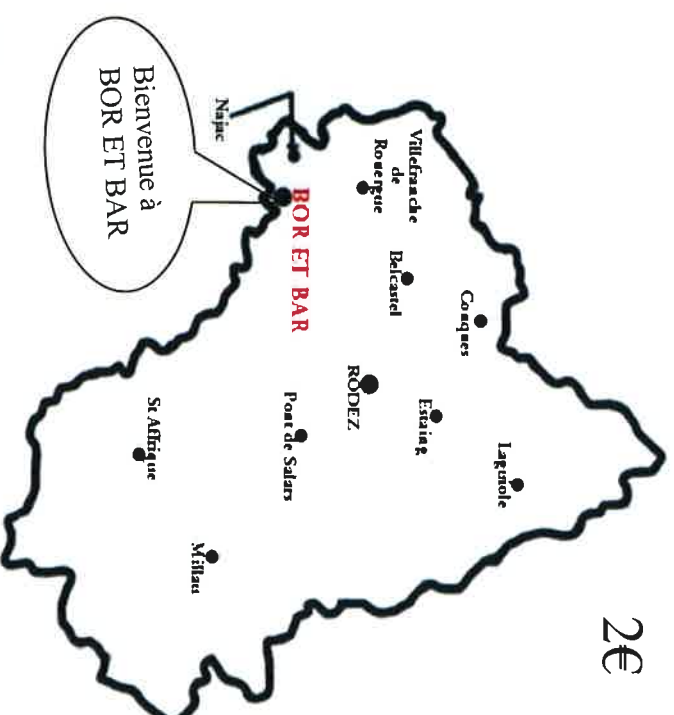 2€
Laguiole
Conques
Estaing
Villefranche
de
Rouergue
Belcastel
RODEZ
BOR ET BAR
Pont de Salars
Najac
Millau
St Affrique
Bienvenue à
BOR ET BAR